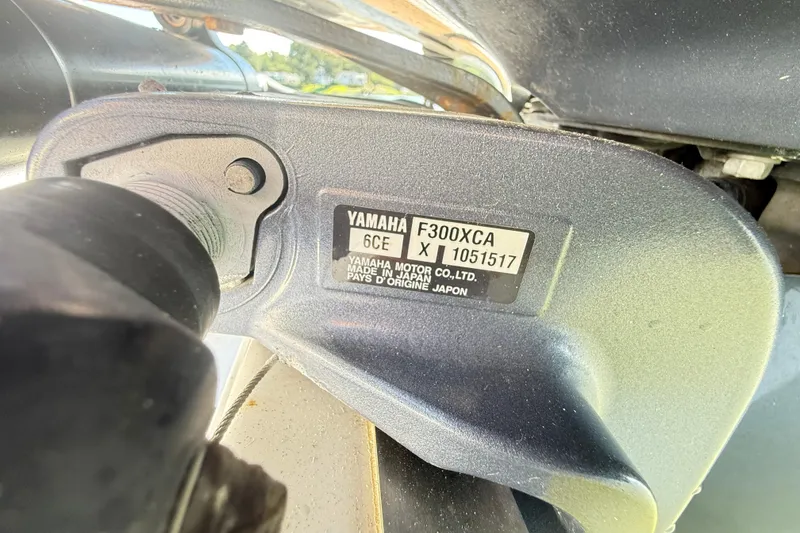 YAMAHA F300XCA
6CE X 1051517
YAMAHA MOTOR CO.,LTD.
MADE IN JAPAN
PAYS D'ORIGINE JAPON